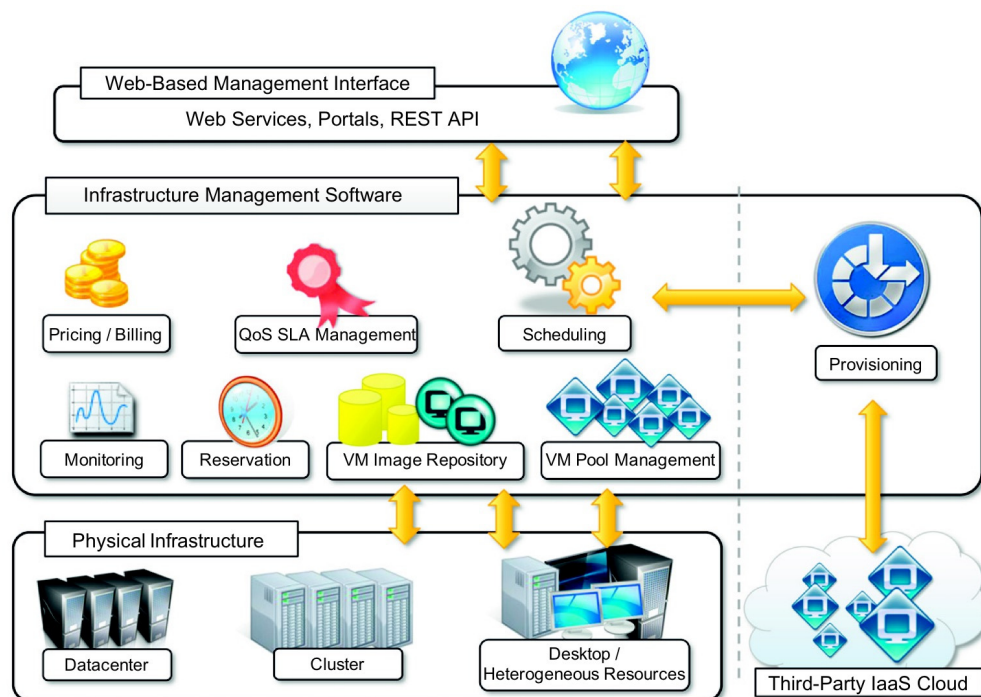 Web-Based Management Interface
Web Services, Portals, REST API
Infrastructure Management Software
Pricing / Billing
QoS SLA Management
Scheduling
Provisioning
Monitoring
Reservation
VM Image Repository
VM Pool Management
Physical Infrastructure
Datacenter
Cluster
Desktop /
Heterogeneous Resources
Third-Party IaaS Cloud